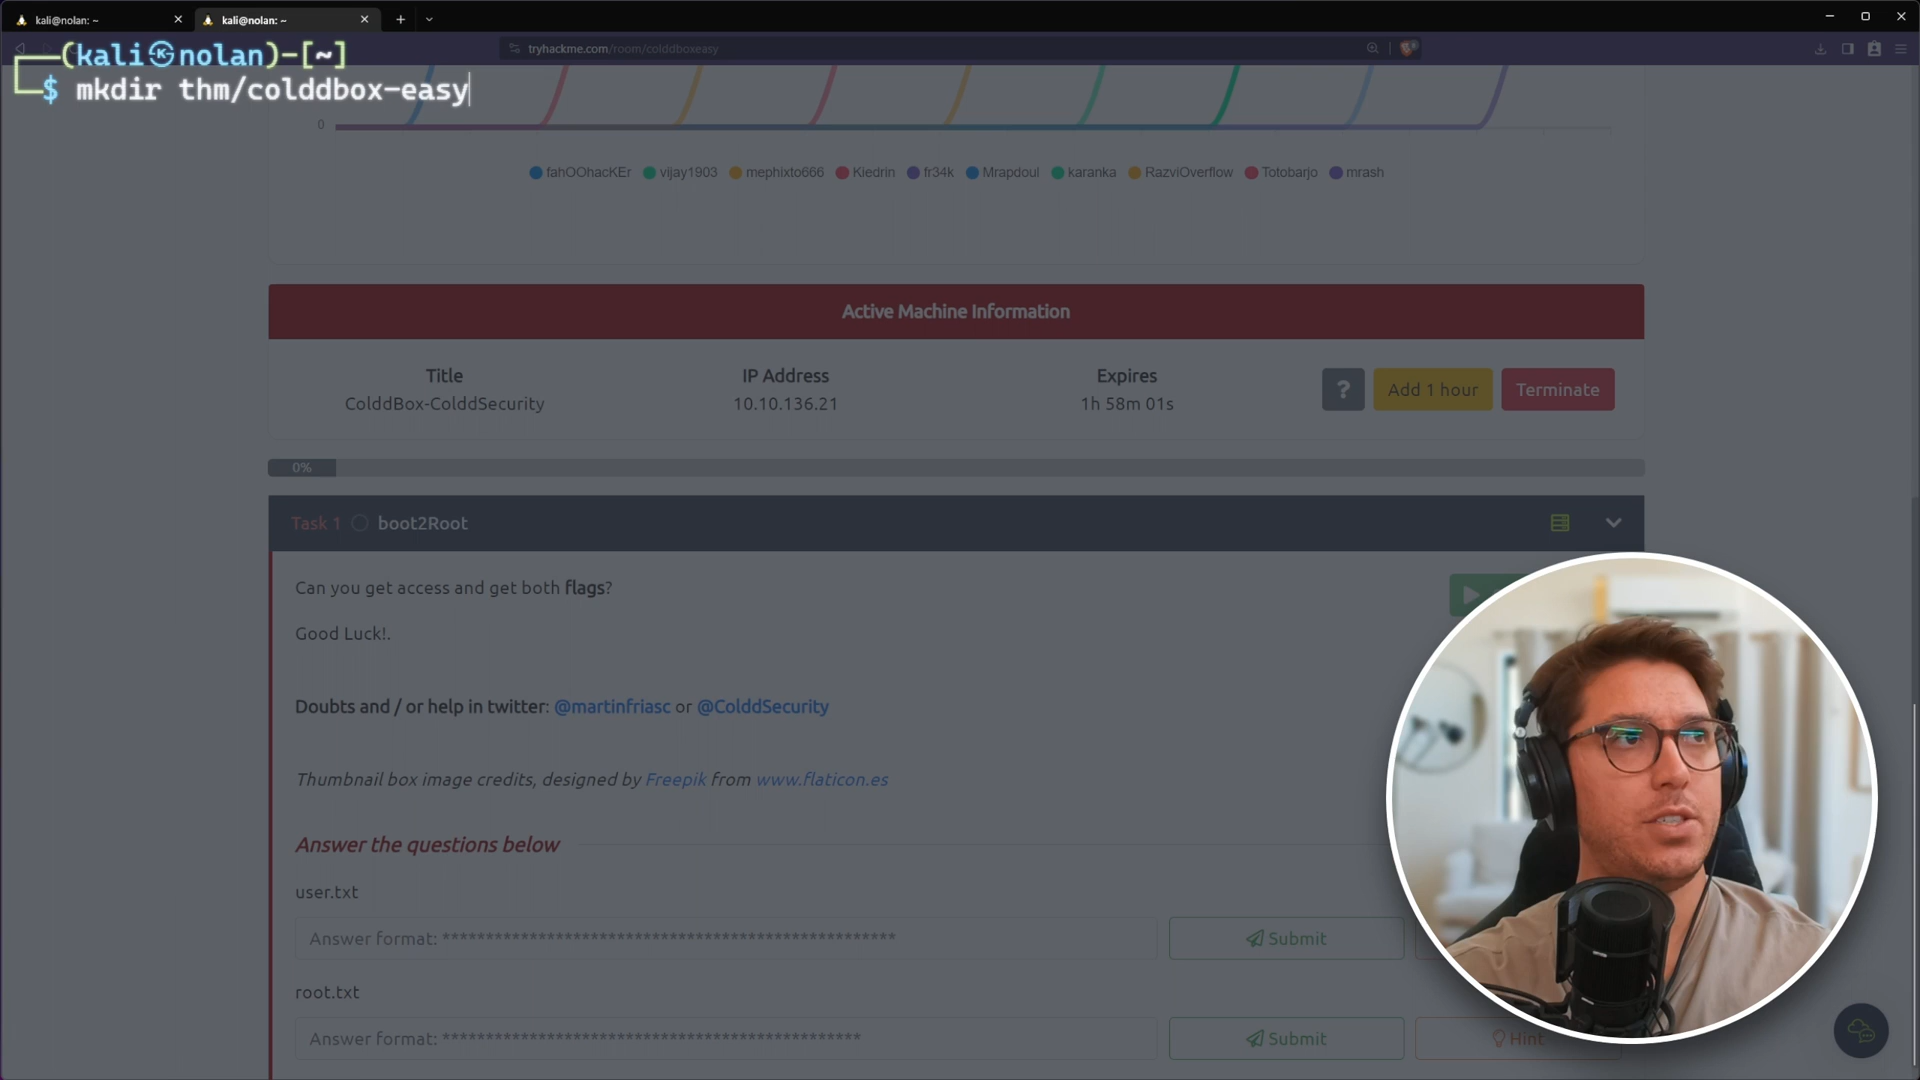 kali@nolan: ~
kali@nolan: ~
tryhackme.com/room/colddboxeasy
(kali㉿nolan)-[~]
$ mkdir thm/colddbox-easy
0
fahOOhacKEr vijay1903 mephixto666 Kiedrin fr34k Mrapdoul karanka RazviOverflow Totobarjo mrash
Active Machine Information
Title IP Address Expires
ColddBox-ColddSecurity 10.10.136.21 1h 58m 01s
? Add 1 hour Terminate
0%
Task 1 boot2Root
Can you get access and get both flags?
Good Luck!.
Doubts and / or help in twitter: @martinfriasc or @ColddSecurity
Thumbnail box image credits, designed by Freepik from www.flaticon.es
Answer the questions below
user.txt
Answer format: ****************************************************
Submit
root.txt
Answer format: ************************************************
Submit
Hint